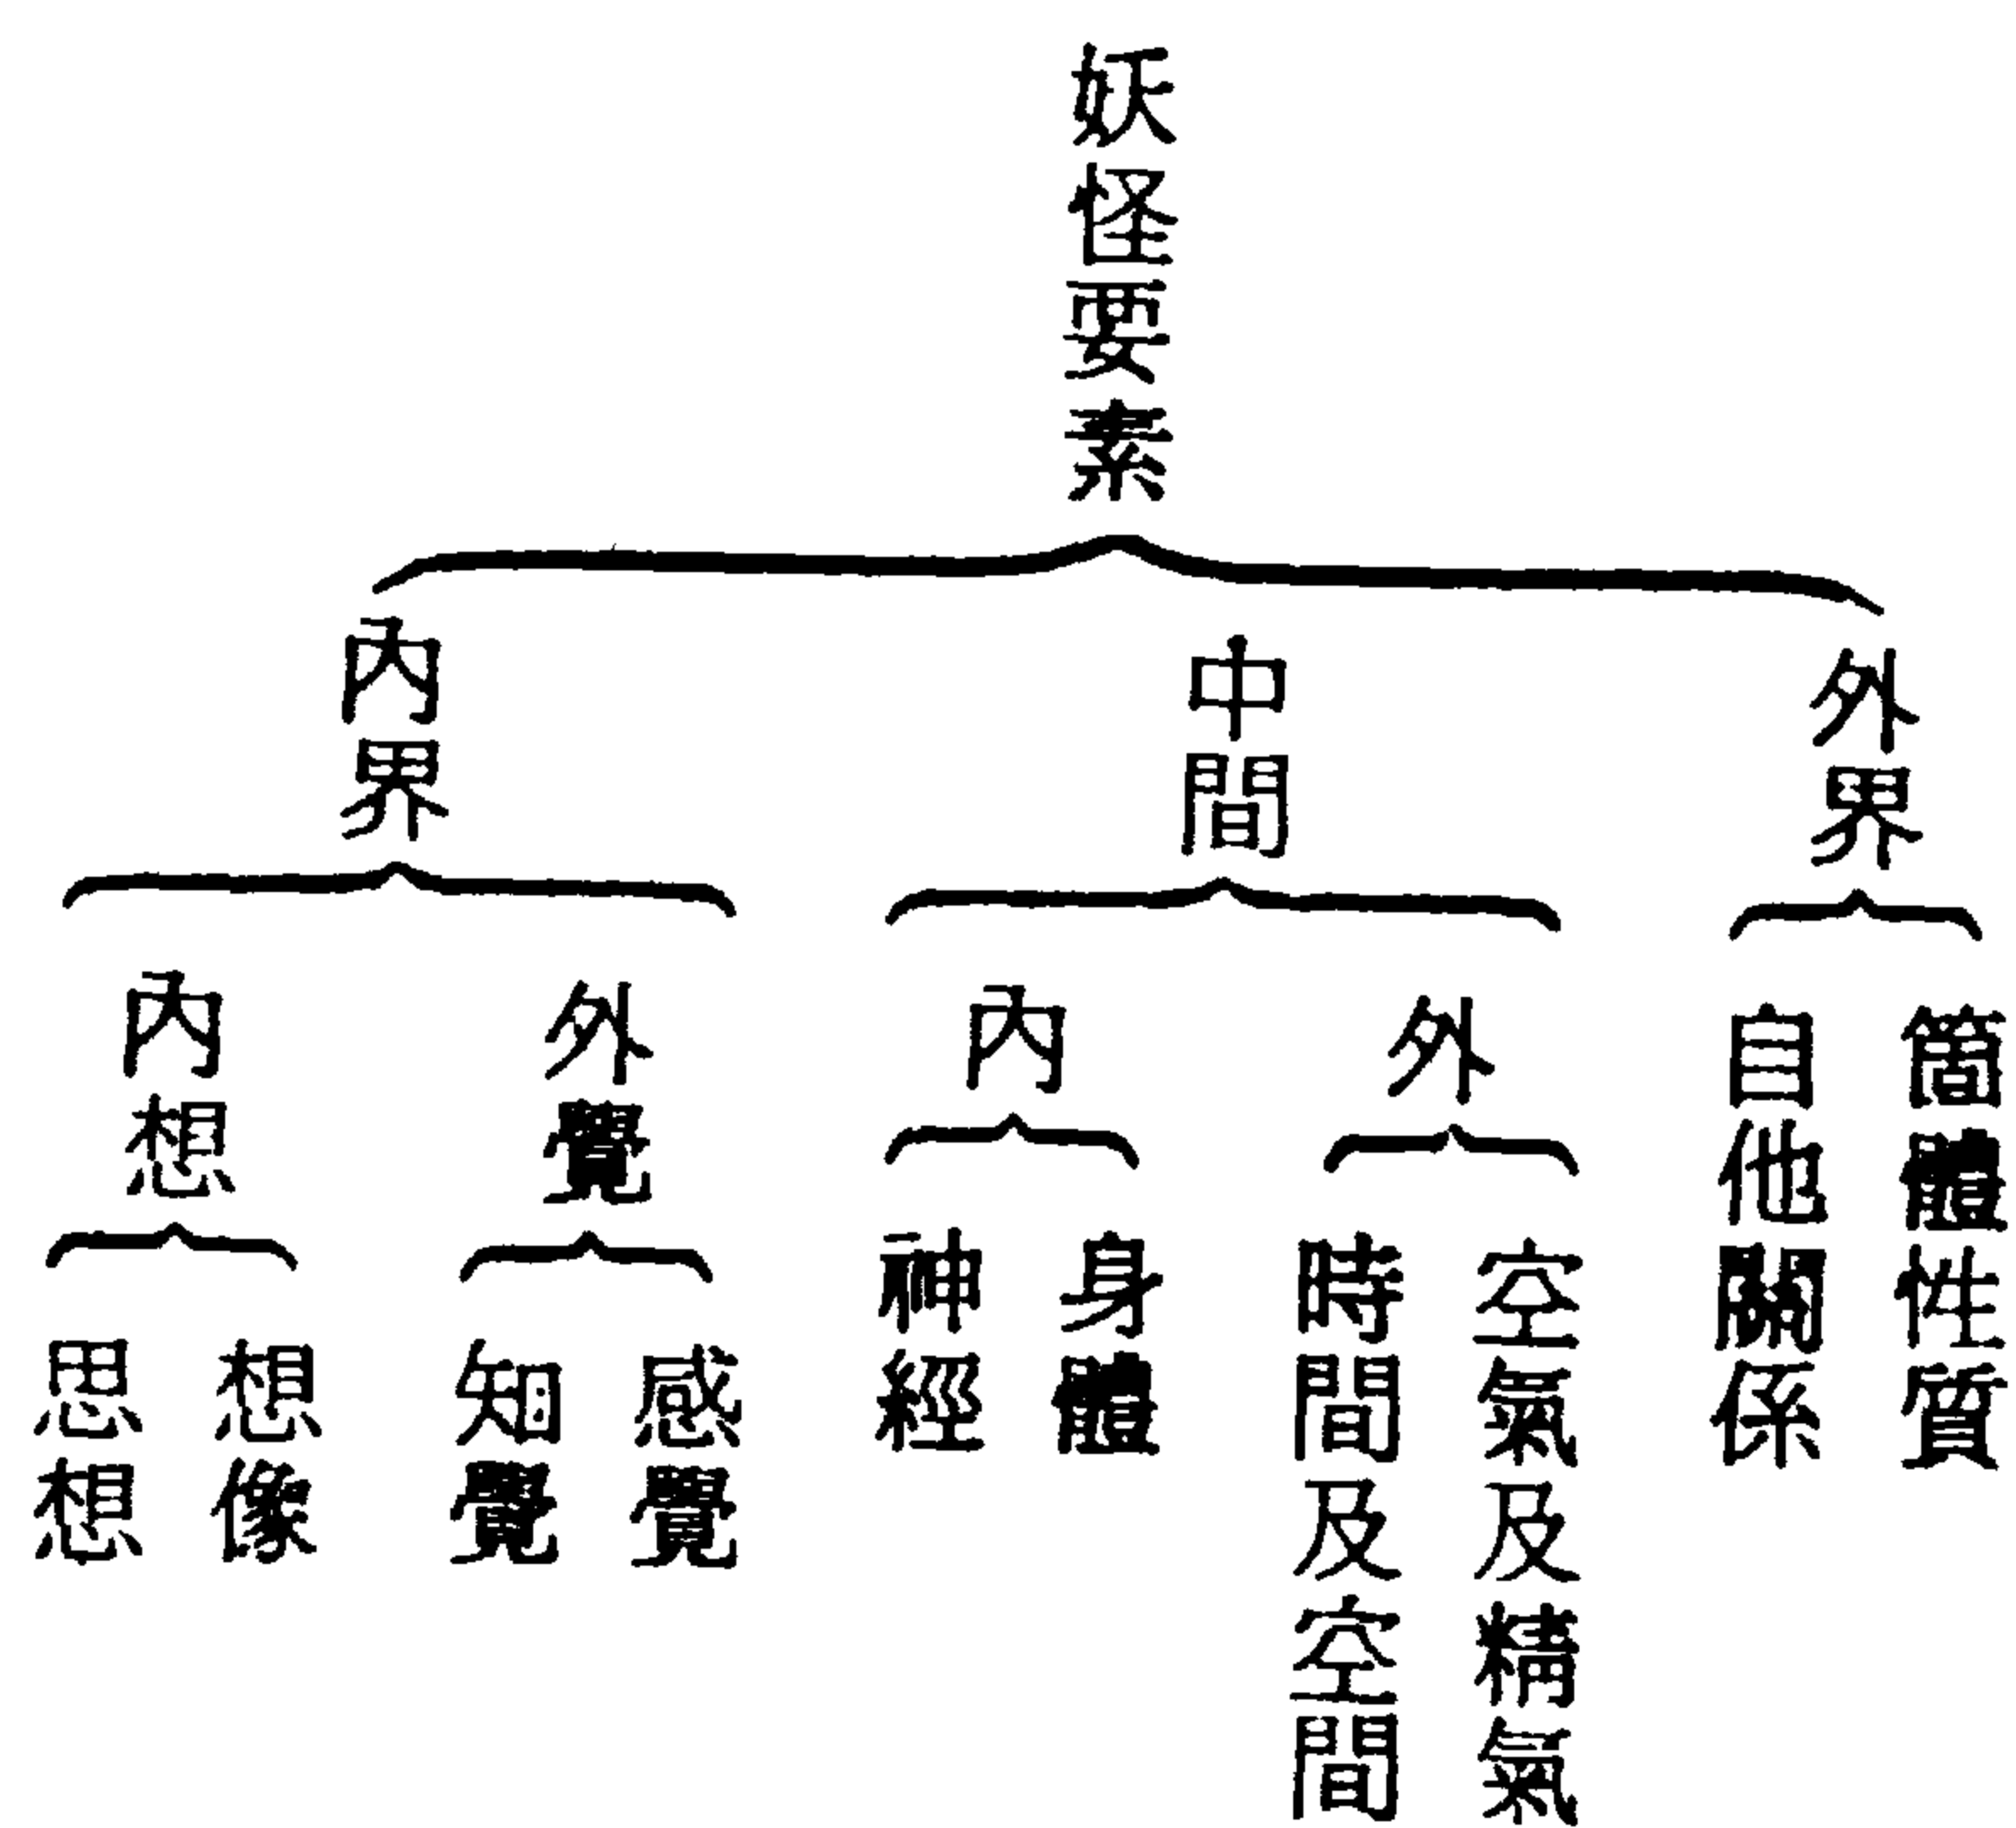 妖怪要素
外界
中間
內界
箇體性質
自他關係
外
內
外覺
內想
空氣及精氣
時間及空間
身體
神經
感覺
知覺
想像
思想